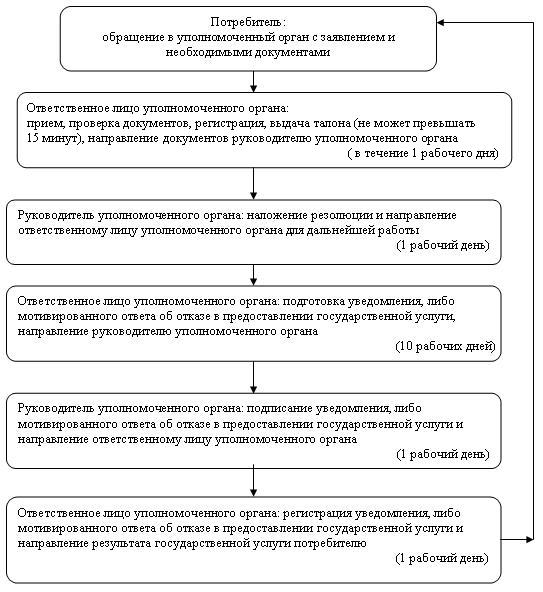 Потребитель:
обращение в уполномоченный орган с заявлением и
необходимыми документами
Ответственное лицо уполномоченного органа:
прием, проверка документов, регистрация, выдача талона (не может превышать
15 минут), направление документов руководителю уполномоченного органа
( в течение 1 рабочего дня)
Руководитель уполномоченного органа: наложение резолюции и направление
ответственному лицу уполномоченного органа для дальнейшей работы
(1 рабочий день)
Ответственное лицо уполномоченного органа: подготовка уведомления, либо
мотивированного ответа об отказе в предоставлении государственной услуги,
направление руководителю уполномоченного органа
(10 рабочих дней)
Руководитель уполномоченного органа: подписание уведомления, либо
мотивированного ответа об отказе в предоставлении государственной услуги и
направление ответственному лицу уполномоченного органа
(1 рабочий день)
Ответственное лицо уполномоченного органа: регистрация уведомления, либо
мотивированного ответа об отказе в предоставлении государственной услуги и
направление результата государственной услуги потребителю
(1 рабочий день)